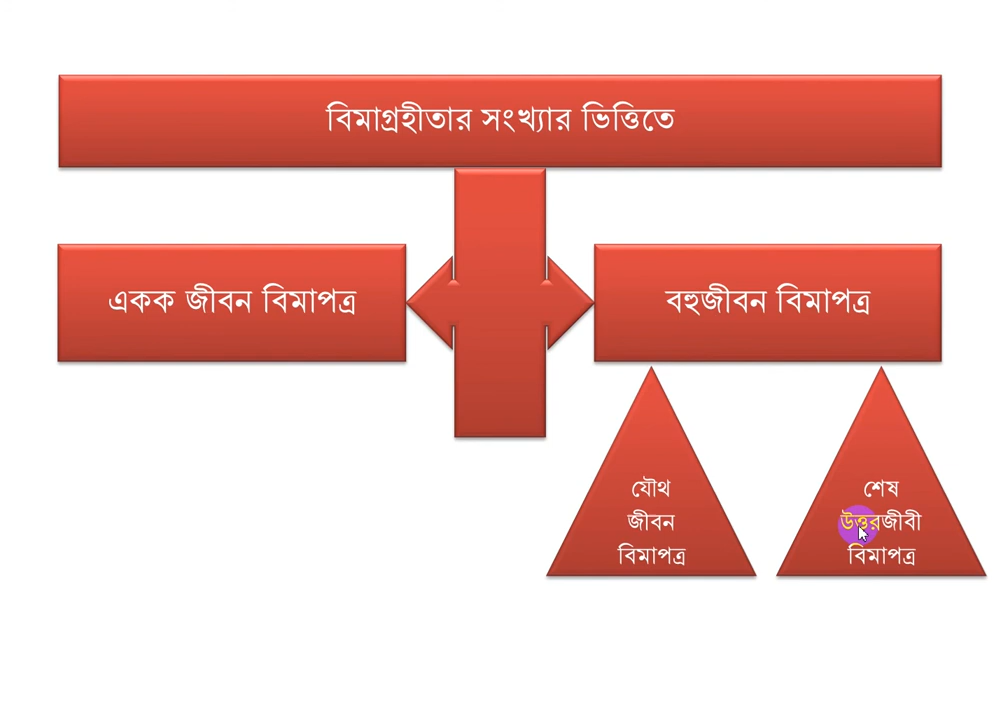 বিমাগ্রহীতার সংখ্যার ভিত্তিতে
একক জীবন বিমাপত্র
বহুজীবন বিমাপত্র
যৌথ
জীবন
বিমাপত্র
শেষ
উত্তরজীবী
বিমাপত্র